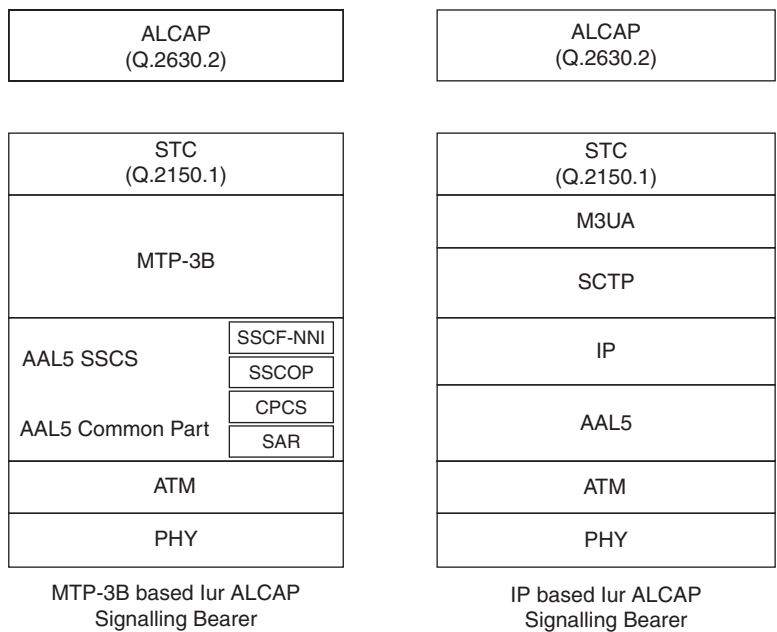 ALCAP
(Q.2630.2)
STC
(Q.2150.1)
MTP-3B
AAL5 SSCS
SSCF-NNI
SSCOP
AAL5 Common Part
CPCS
SAR
ATM
PHY
MTP-3B based Iur ALCAP
Signalling Bearer
ALCAP
(Q.2630.2)
STC
(Q.2150.1)
M3UA
SCTP
IP
AAL5
ATM
PHY
IP based Iur ALCAP
Signalling Bearer